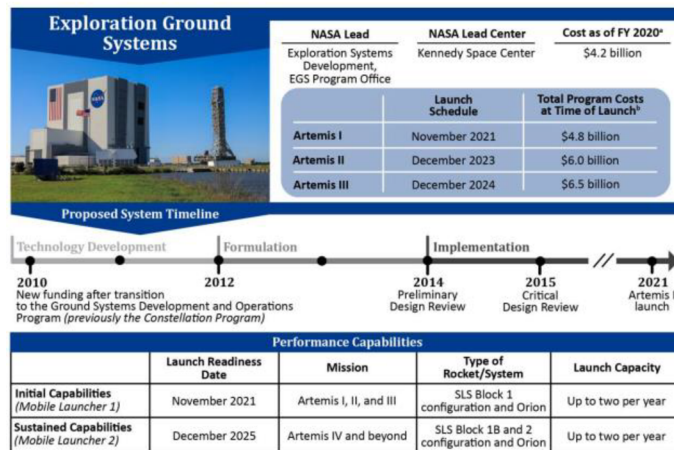 Exploration Ground
Systems
NASA Lead
NASA Lead Center
Cost as of FY 2020ᵃ
Exploration Systems
Development,
EGS Program Office
Kennedy Space Center
$4.2 billion
Launch
Schedule
Total Program Costs
at Time of Launchᵇ
Artemis I
November 2021
$4.8 billion
Artemis II
December 2023
$6.0 billion
Artemis III
December 2024
$6.5 billion
NASA
Proposed System Timeline
Technology Development
Formulation
Implementation
2010
New funding after transition
to the Ground Systems Development and Operations
Program (previously the Constellation Program)
2012
2014
Preliminary
Design Review
2015
Critical
Design Review
2021
Artemis I
launch
Performance Capabilities
Launch Readiness
Date
Mission
Type of
Rocket/System
Launch Capacity
Initial Capabilities
(Mobile Launcher 1)
November 2021
Artemis I, II, and III
SLS Block 1
configuration and Orion
Up to two per year
Sustained Capabilities
(Mobile Launcher 2)
December 2025
Artemis IV and beyond
SLS Block 1B and 2
configuration and Orion
Up to two per year